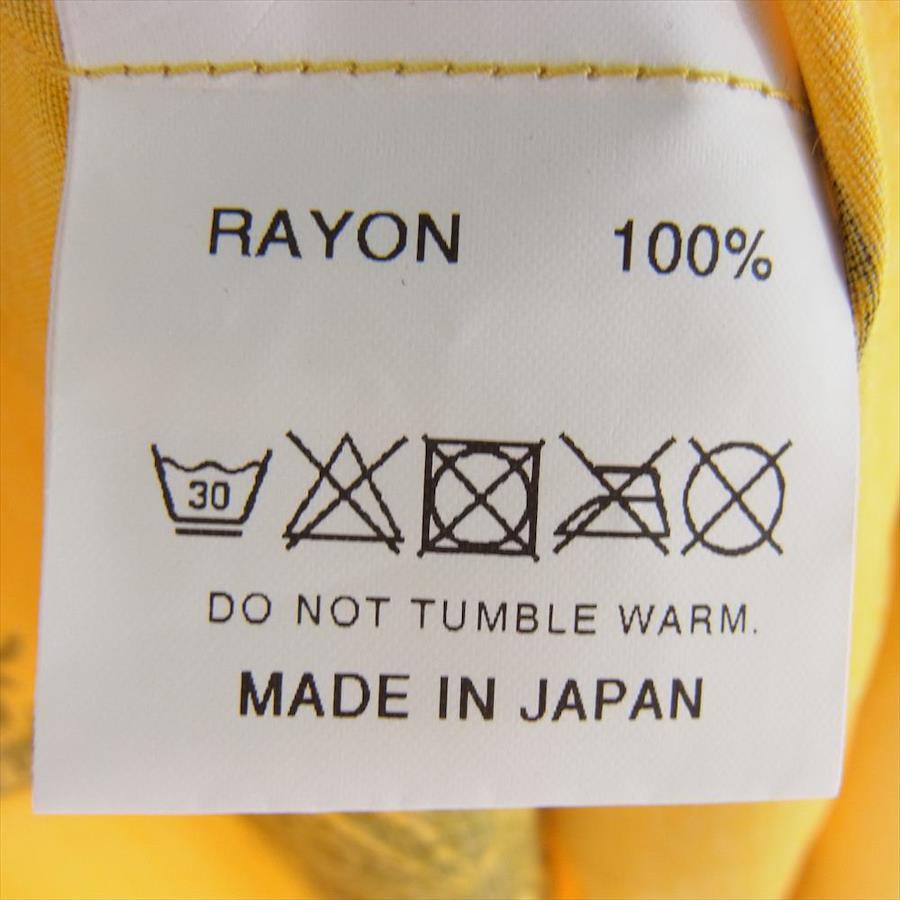 RAYON 100%
30
DO NOT TUMBLE WARM.
MADE IN JAPAN